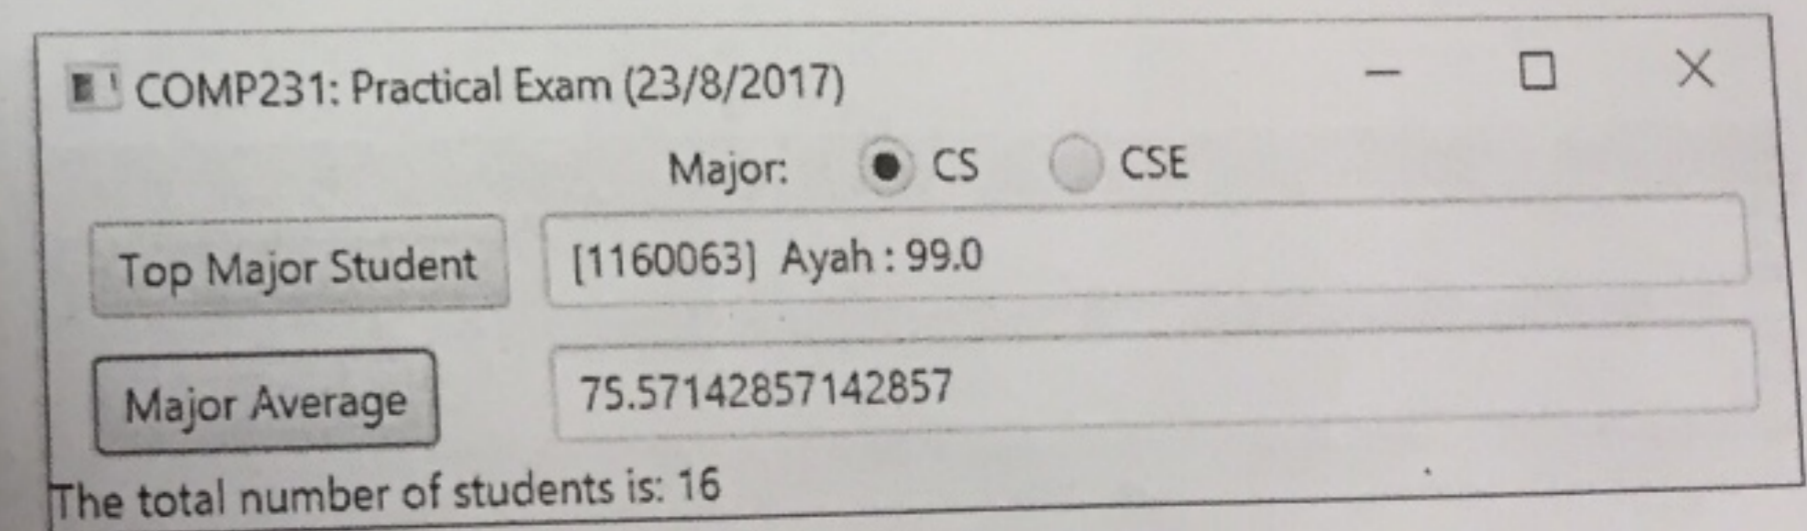 COMP231: Practical Exam (23/8/2017)
Major: CS CSE
Top Major Student [1160063] Ayah : 99.0
Major Average 75.57142857142857
The total number of students is: 16